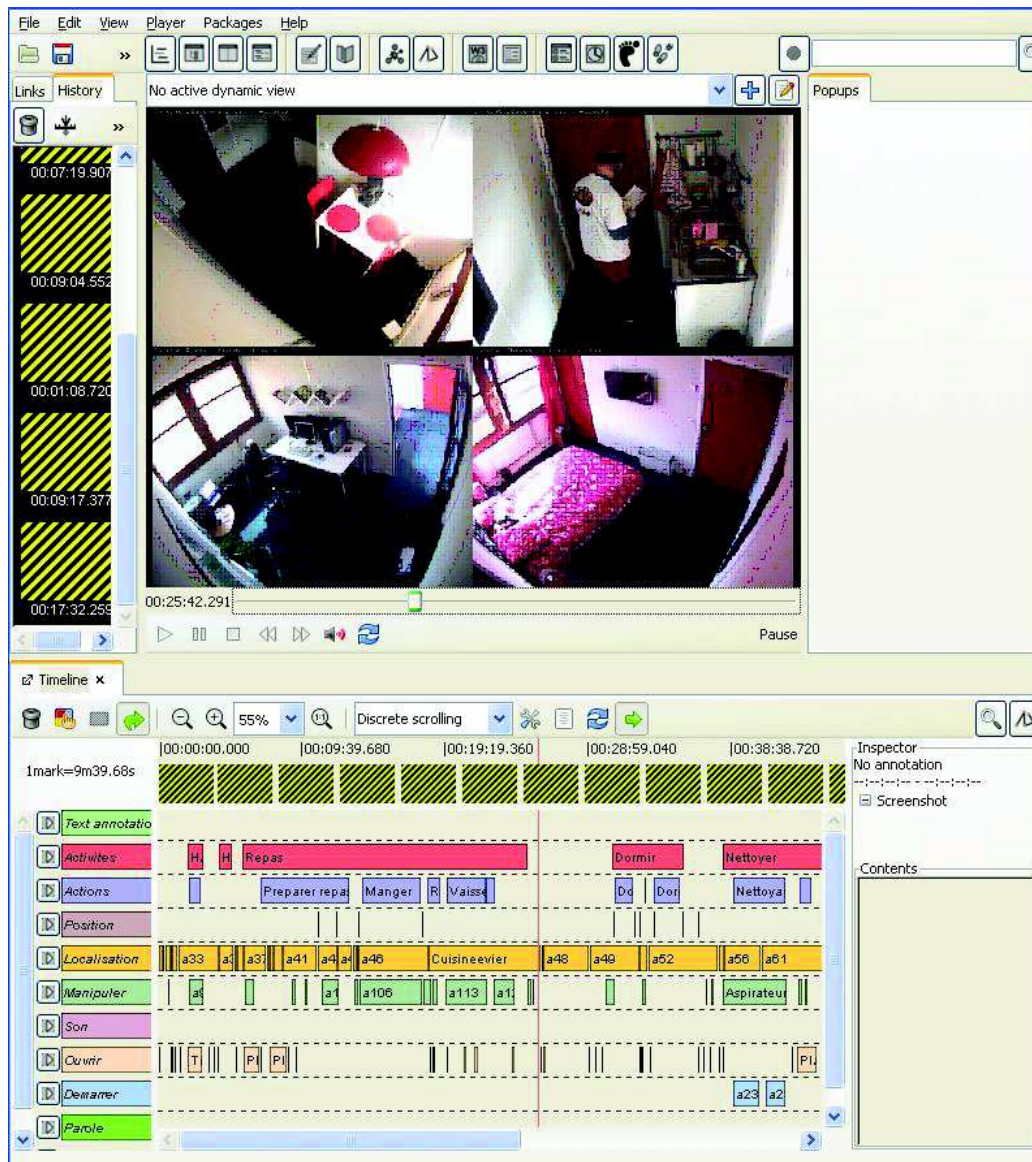 File Edit View Player Packages Help
Links History
No active dynamic view
Popups
00:07:19.907
00:09:04.552
00:01:08.720
00:09:17.377
00:17:32.259
00:25:42.291
Pause
Timeline
55%
Discrete scrolling
1mark=9m39.68s
|00:00:00.000 |00:09:39.680 |00:19:19.360 |00:28:59.040 |00:38:38.720
Inspector
No annotation
--:--:--:-- - --:--:--:--
Screenshot
Contents
Text annotatio
Activites H. H Repas Dormir Nettoyer
Actions Preparer repa Manger R Vaisse Do Dor Nettoya
Position
Localisation a33 a3 a37 a41 a4 a4 a46 Cuisineevier a48 a49 a52 a56 a61
Manipuler a9 a1 a106 a113 a1 Aspirateur
Son
Ouvrir T Pl Pl Pl
Demarrer a23 a2
Parole